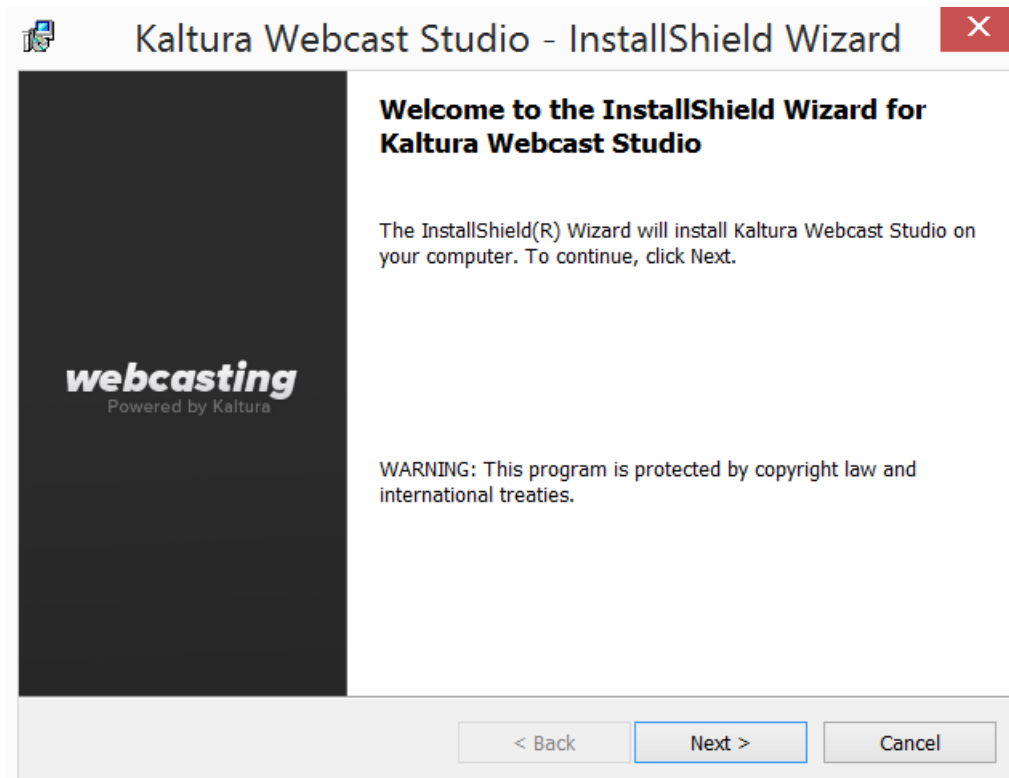 Kaltura Webcast Studio - InstallShield Wizard
Welcome to the InstallShield Wizard for
Kaltura Webcast Studio
The InstallShield(R) Wizard will install Kaltura Webcast Studio on
your computer. To continue, click Next.
webcasting
Powered by Kaltura
WARNING: This program is protected by copyright law and
international treaties.
< Back
Next >
Cancel